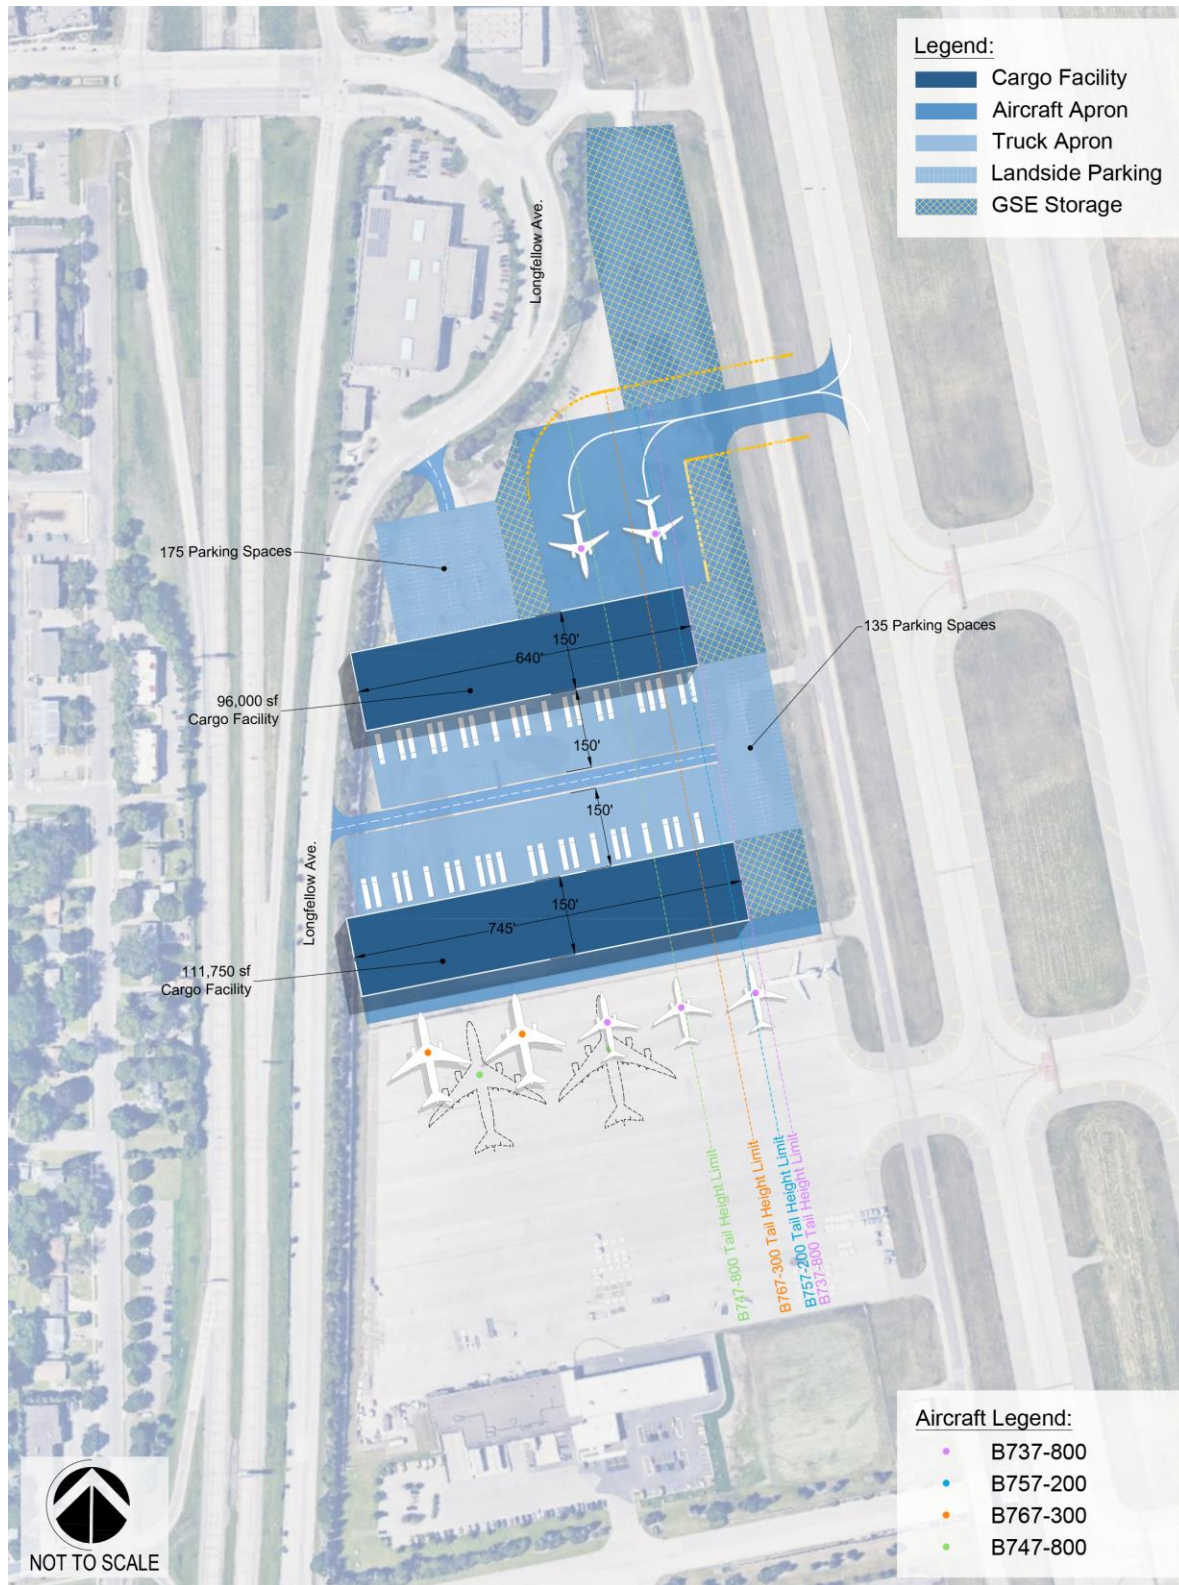 Legend:
Cargo Facility
Aircraft Apron
Truck Apron
Landside Parking
GSE Storage
Longfellow Ave.
175 Parking Spaces
135 Parking Spaces
150'
640'
96,000 sf
Cargo Facility
150'
150'
Longfellow Ave.
150'
745'
111,750 sf
Cargo Facility
B747-800 Tail Height Limit
B767-300 Tail Height Limit
B757-200 Tail Height Limit
B737-800 Tail Height Limit
Aircraft Legend:
B737-800
B757-200
B767-300
B747-800
NOT TO SCALE